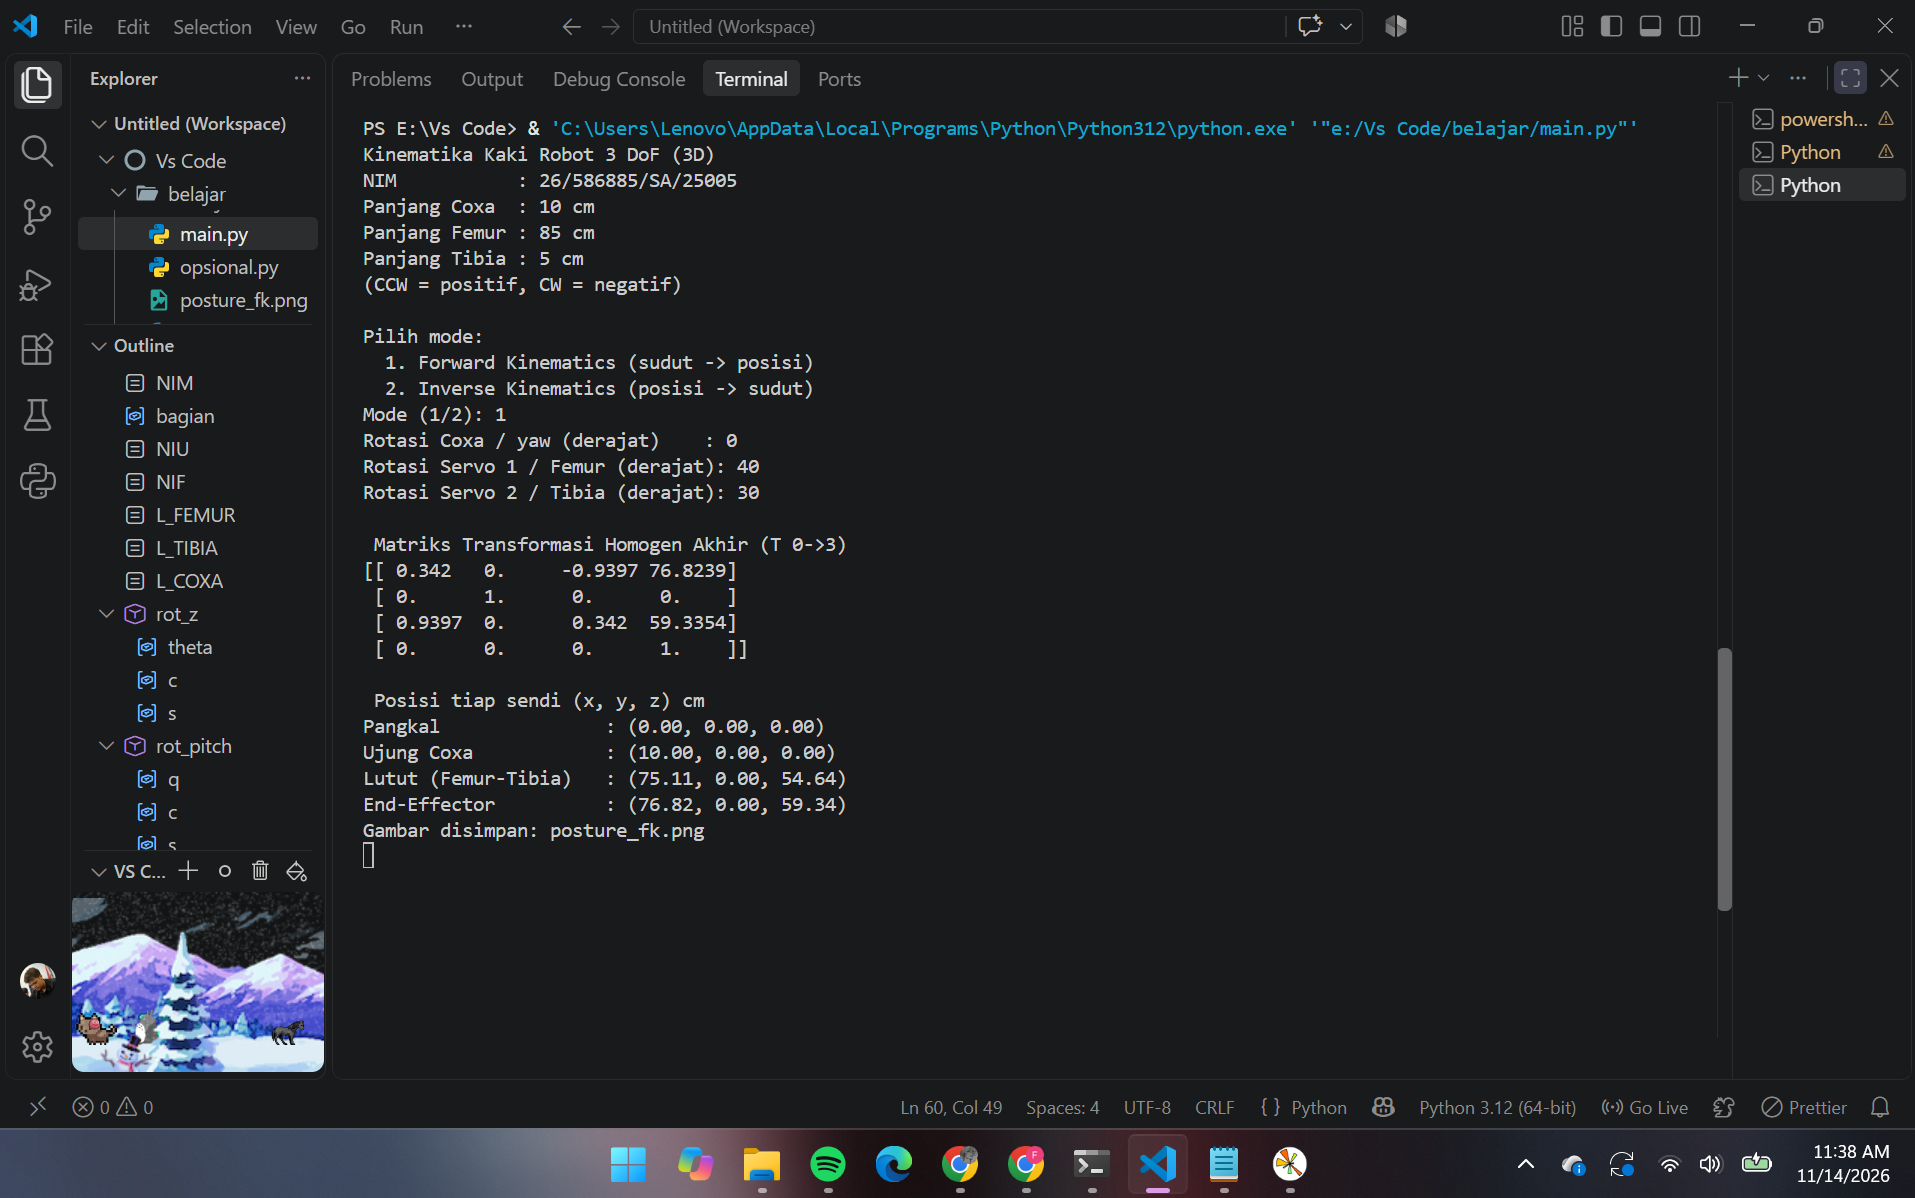 File Edit Selection View Go Run ···
Untitled (Workspace)
Explorer
Untitled (Workspace)
Vs Code
belajar
main.py
opsional.py
posture_fk.png
Outline
NIM
bagian
NIU
NIF
L_FEMUR
L_TIBIA
L_COXA
rot_z
theta
c
s
rot_pitch
q
c
s
VS C...
Problems Output Debug Console Terminal Ports
PS E:\Vs Code> & 'C:\Users\Lenovo\AppData\Local\Programs\Python\Python312\python.exe' '"e:/Vs Code/belajar/main.py"'
Kinematika Kaki Robot 3 DoF (3D)
NIM           : 26/586885/SA/25005
Panjang Coxa  : 10 cm
Panjang Femur : 85 cm
Panjang Tibia : 5 cm
(CCW = positif, CW = negatif)
Pilih mode:
  1. Forward Kinematics (sudut -> posisi)
  2. Inverse Kinematics (posisi -> sudut)
Mode (1/2): 1
Rotasi Coxa / yaw (derajat)    : 0
Rotasi Servo 1 / Femur (derajat): 40
Rotasi Servo 2 / Tibia (derajat): 30
 Matriks Transformasi Homogen Akhir (T 0->3)
[[ 0.342   0.     -0.9397 76.8239]
 [ 0.      1.      0.      0.    ]
 [ 0.9397  0.      0.342  59.3354]
 [ 0.      0.      0.      1.    ]]
 Posisi tiap sendi (x, y, z) cm
Pangkal               : (0.00, 0.00, 0.00)
Ujung Coxa            : (10.00, 0.00, 0.00)
Lutut (Femur-Tibia)   : (75.11, 0.00, 54.64)
End-Effector          : (76.82, 0.00, 59.34)
Gambar disimpan: posture_fk.png
powersh...
Python
Python
0 0
Ln 60, Col 49 Spaces: 4 UTF-8 CRLF { } Python Python 3.12 (64-bit) Go Live Prettier
11:38 AM
11/14/2026